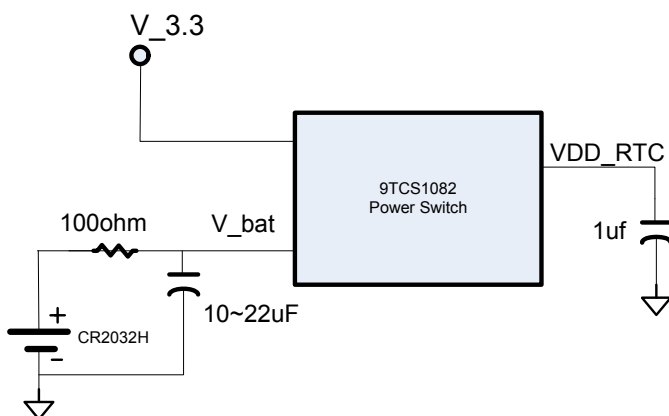 V_3.3
VDD_RTC
9TCS1082
Power Switch
100ohm
V_bat
1uf
10~22uF
+
CR2032H
-